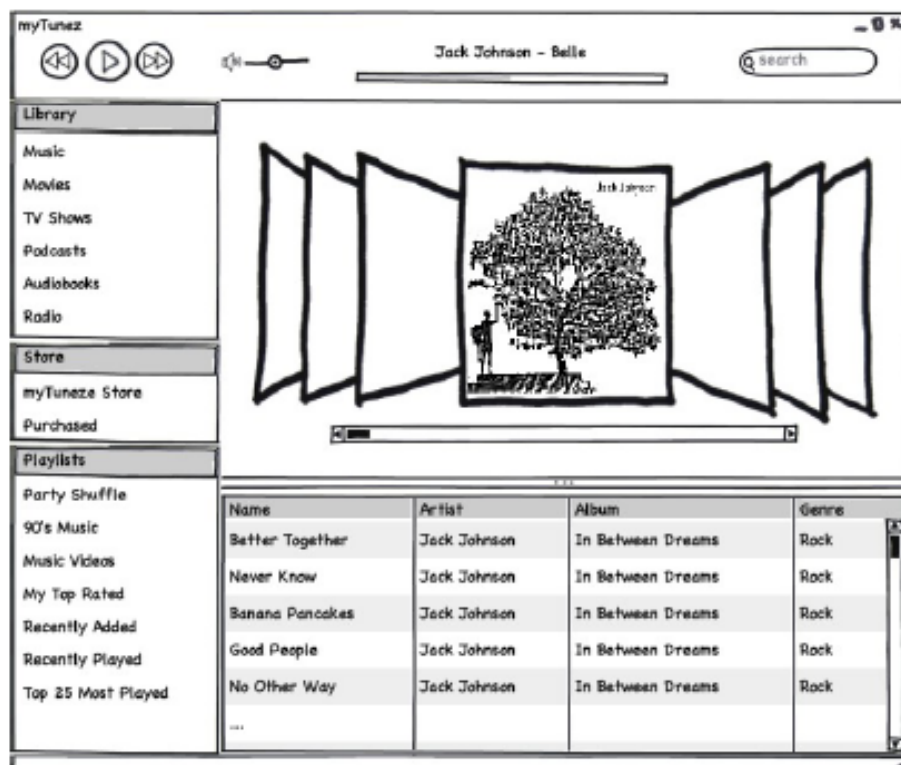 myTunez
Jack Johnson - Belle
search
Library
Music
Movies
TV Shows
Podcasts
Audiobooks
Radio
Store
myTuneze Store
Purchased
Playlists
Party Shuffle
90's Music
Music Videos
My Top Rated
Recently Added
Recently Played
Top 25 Most Played
Jack Johnson
Name Artist Album Genre
Better Together Jack Johnson In Between Dreams Rock
Never Know Jack Johnson In Between Dreams Rock
Banana Pancakes Jack Johnson In Between Dreams Rock
Good People Jack Johnson In Between Dreams Rock
No Other Way Jack Johnson In Between Dreams Rock
...